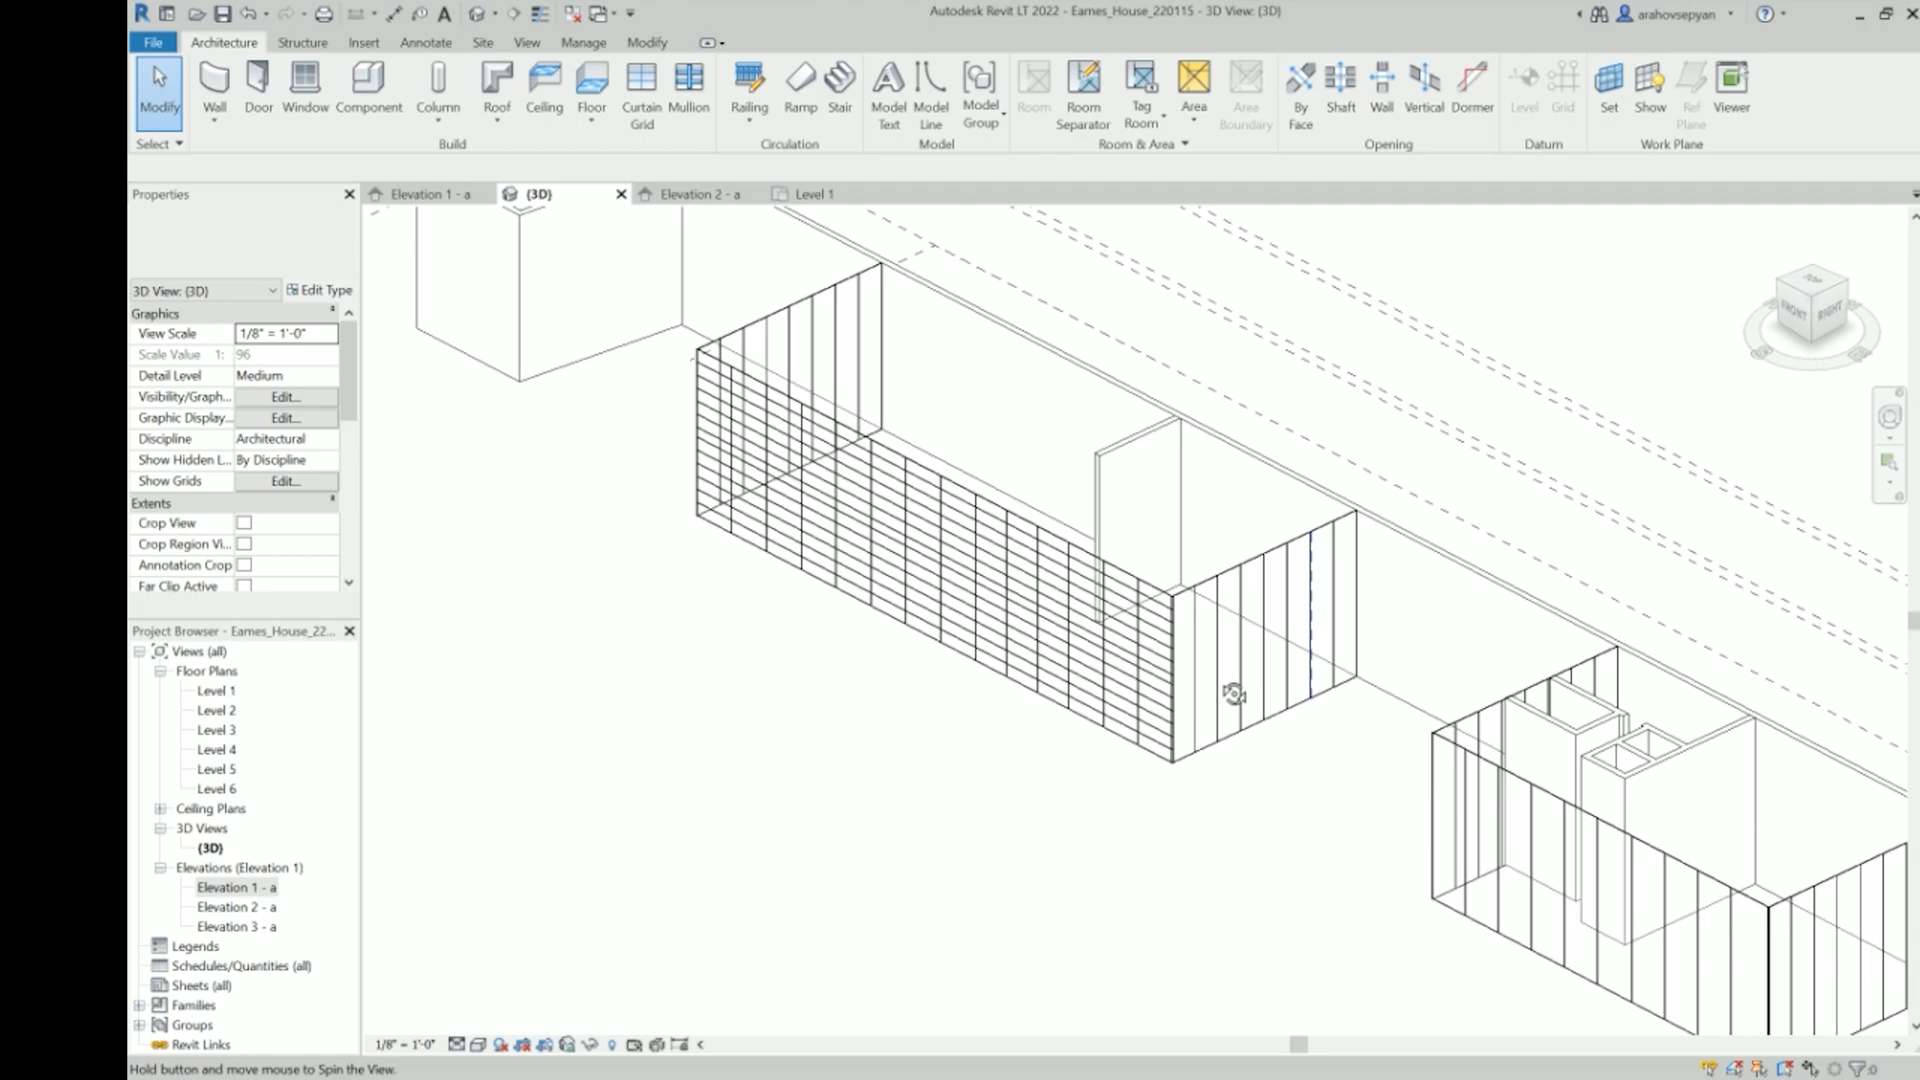 Autodesk Revit LT 2022 - Eames_House_220115 - 3D View: {3D}
arahovsepyan
File Architecture Structure Insert Annotate Site View Manage Modify
Modify Wall Door Window Component Column Roof Ceiling Floor Curtain Grid Mullion Railing Ramp Stair Model Text Model Line Model Group Room Room Separator Tag Room Area Area Boundary By Face Shaft Wall Vertical Dormer Level Grid Set Show Ref Plane Viewer
Select Build Circulation Model Room & Area Opening Datum Work Plane
Properties
Elevation 1 - a {3D} Elevation 2 - a Level 1
3D View: {3D} Edit Type
Graphics
View Scale 1/8" = 1'-0"
Scale Value 1: 96
Detail Level Medium
Visibility/Graph... Edit...
Graphic Display... Edit...
Discipline Architectural
Show Hidden L... By Discipline
Show Grids Edit...
Extents
Crop View
Crop Region Vi...
Annotation Crop
Far Clip Active
TOP
FRONT RIGHT
Project Browser - Eames_House_22...
Views (all)
Floor Plans
Level 1
Level 2
Level 3
Level 4
Level 5
Level 6
Ceiling Plans
3D Views
{3D}
Elevations (Elevation 1)
Elevation 1 - a
Elevation 2 - a
Elevation 3 - a
Legends
Schedules/Quantities (all)
Sheets (all)
Families
Groups
Revit Links
1/8" = 1'-0"
Hold button and move mouse to Spin the View.
:0